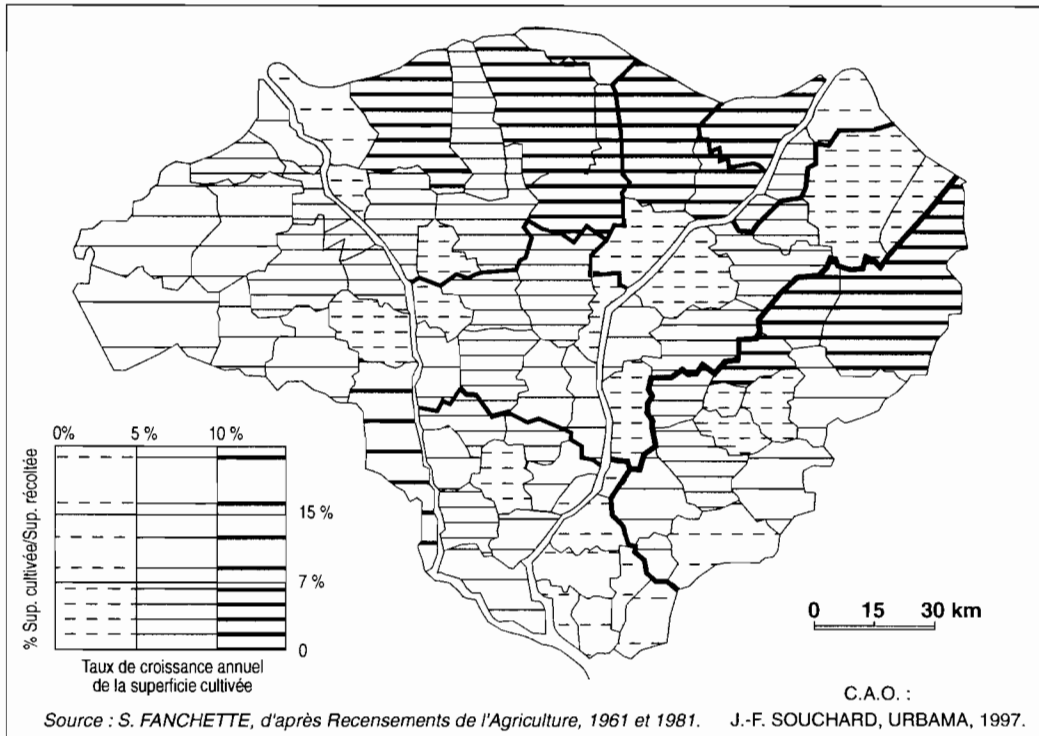 0% 5 % 10 %
% Sup. cultivée/Sup. récoltée
15 %
7 %
0
Taux de croissance annuel
de la superficie cultivée
0 15 30 km
C.A.O. :
Source : S. FANCHETTE, d'après Recensements de l'Agriculture, 1961 et 1981. J.-F. SOUCHARD, URBAMA, 1997.